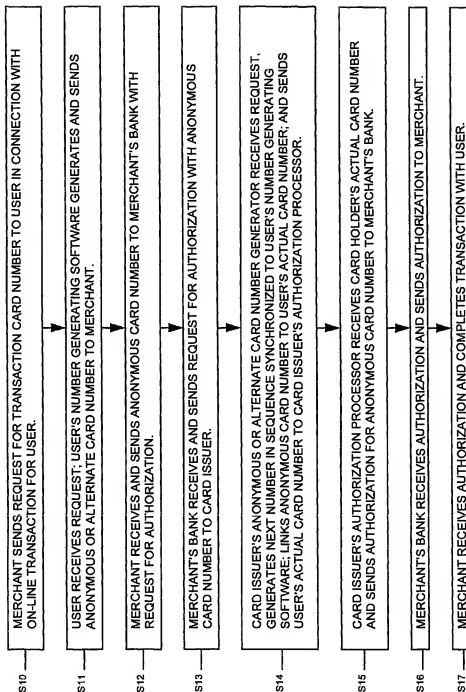 S10
MERCHANT SENDS REQUEST FOR TRANSACTION CARD NUMBER TO USER IN CONNECTION WITH
ON-LINE TRANSACTION FOR USER.
S11
USER RECEIVES REQUEST; USER'S NUMBER GENERATING SOFTWARE GENERATES AND SENDS
ANONYMOUS OR ALTERNATE CARD NUMBER TO MERCHANT.
S12
MERCHANT RECEIVES AND SENDS ANONYMOUS CARD NUMBER TO MERCHANT'S BANK WITH
REQUEST FOR AUTHORIZATION.
S13
MERCHANT'S BANK RECEIVES AND SENDS REQUEST FOR AUTHORIZATION WITH ANONYMOUS
CARD NUMBER TO CARD ISSUER.
S14
CARD ISSUER'S ANONYMOUS OR ALTERNATE CARD NUMBER GENERATOR RECEIVES REQUEST,
GENERATES NEXT NUMBER IN SEQUENCE SYNCHRONIZED TO USER'S NUMBER GENERATING
SOFTWARE; LINKS ANONYMOUS CARD NUMBER TO USER'S ACTUAL CARD NUMBER; AND SENDS
USER'S ACTUAL CARD NUMBER TO CARD ISSUER'S AUTHORIZATION PROCESSOR.
S15
CARD ISSUER'S AUTHORIZATION PROCESSOR RECEIVES CARD HOLDER'S ACTUAL CARD NUMBER
AND SENDS AUTHORIZATION FOR ANONYMOUS CARD NUMBER TO MERCHANT'S BANK.
S16
MERCHANT'S BANK RECEIVES AUTHORIZATION AND SENDS AUTHORIZATION TO MERCHANT.
S17
MERCHANT RECEIVES AUTHORIZATION AND COMPLETES TRANSACTION WITH USER.